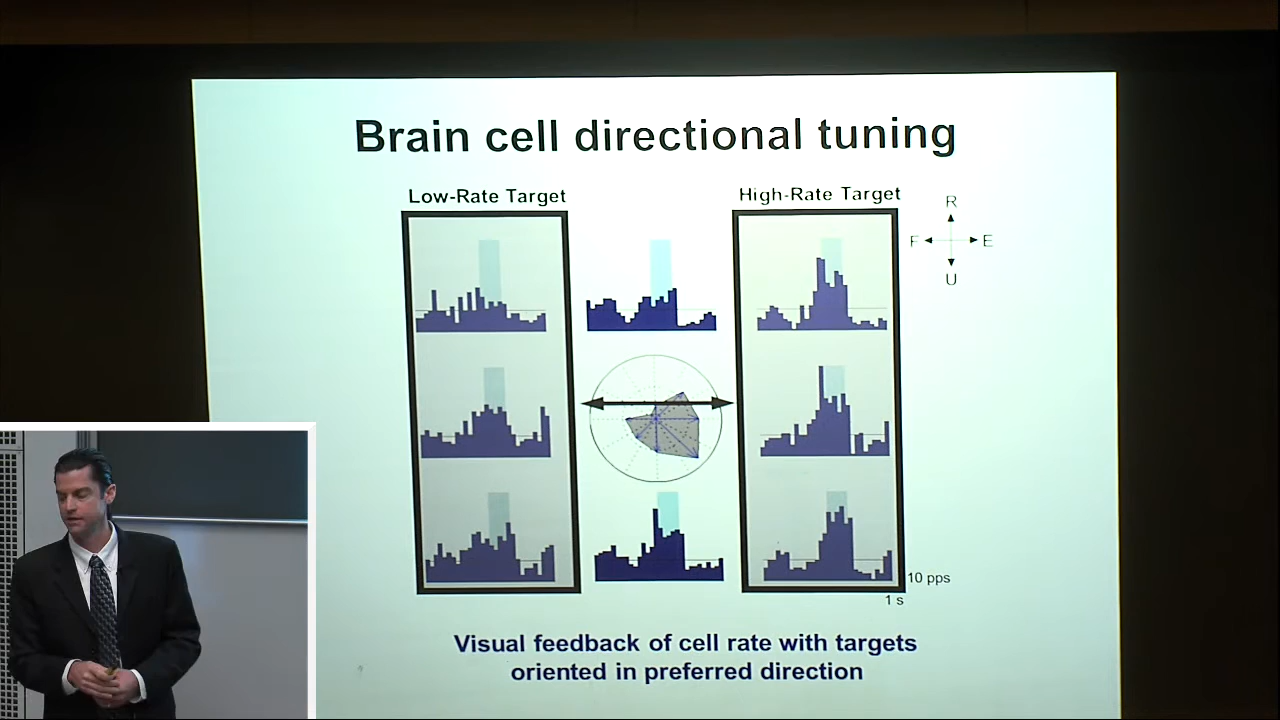 Brain cell directional tuning
Low-Rate Target
High-Rate Target
R
F
E
U
10 pps
1 s
Visual feedback of cell rate with targets
oriented in preferred direction